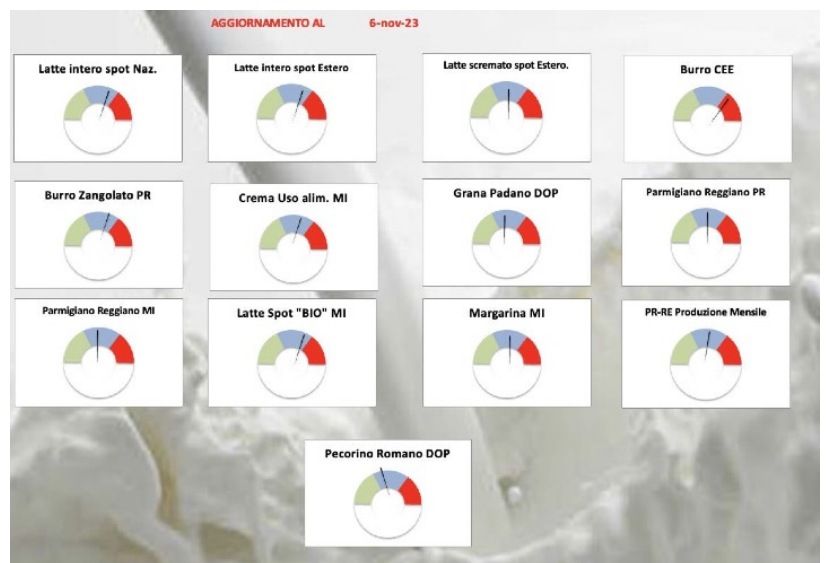 AGGIORNAMENTO AL 6-nov-23
Latte intero spot Naz.
Latte intero spot Estero
Latte scremato spot Estero.
Burro CEE
Burro Zangolato PR
Crema Uso alim. MI
Grana Padano DOP
Parmigiano Reggiano PR
Parmigiano Reggiano MI
Latte Spot "BIO" MI
Margarina MI
PR-RE Produzione Mensile
Pecorino Romano DOP